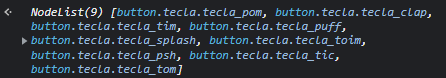 Nodelist(9) [button.tecla.tecla_pom, button.tecla.tecla_clap,
button.tecla.tecla_tim, button.tecla.tecla_puff,
button.tecla.tecla_splash, button.tecla.tecla_toim,
button.tecla.tecla_psh, button.tecla.tecla_tic,
button.tecla.tecla_tom]